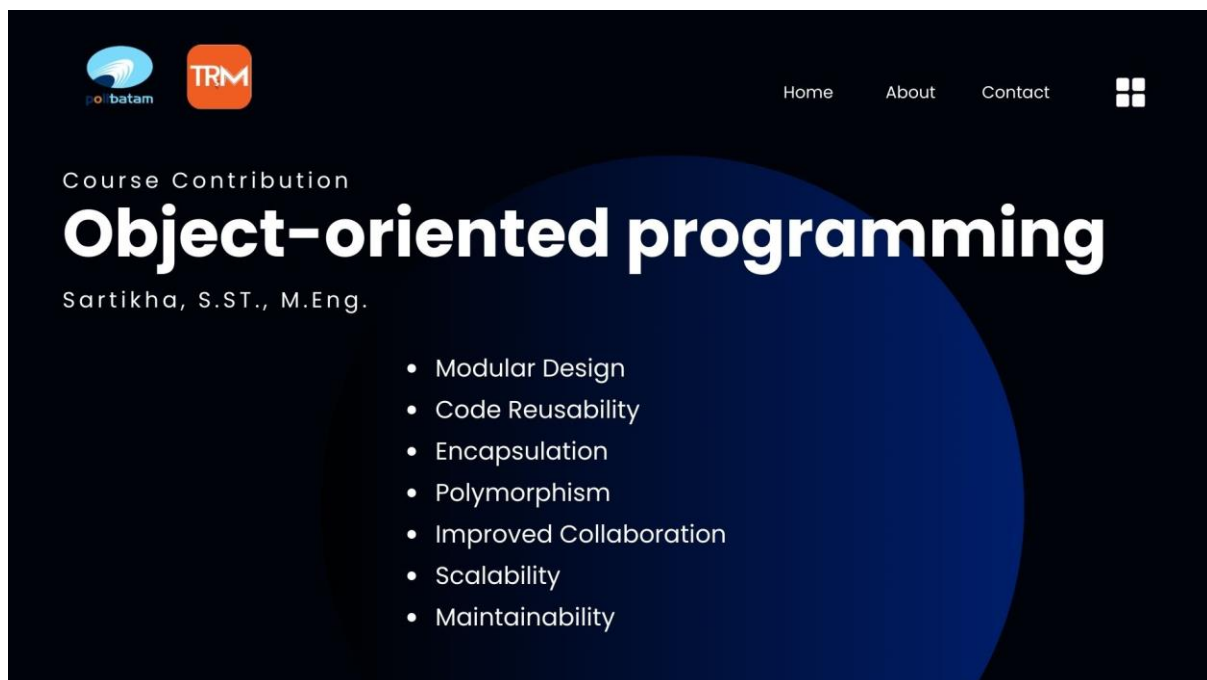 polibatam
TRM
Home About Contact
Course Contribution
Object-oriented programming
Sartikha, S.ST., M.Eng.
• Modular Design
• Code Reusability
• Encapsulation
• Polymorphism
• Improved Collaboration
• Scalability
• Maintainability